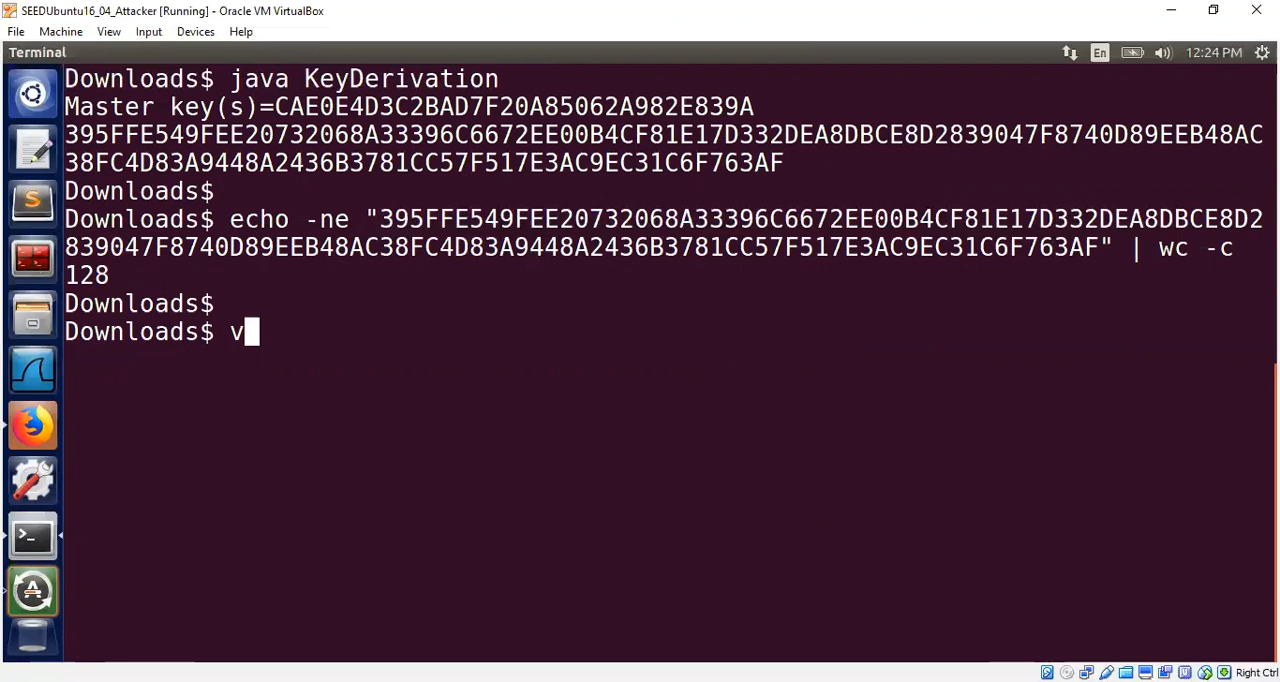 SEEDUbuntu16_04_Attacker [Running] - Oracle VM VirtualBox
File Machine View Input Devices Help
Terminal En 12:24 PM
Downloads$ java KeyDerivation
Master key(s)=CAE0E4D3C2BAD7F20A85062A982E839A
395FFE549FEE20732068A33396C6672EE00B4CF81E17D332DEA8DBCE8D2839047F8740D89EEB48AC
38FC4D83A9448A2436B3781CC57F517E3AC9EC31C6F763AF
Downloads$
Downloads$ echo -ne "395FFE549FEE20732068A33396C6672EE00B4CF81E17D332DEA8DBCE8D2
839047F8740D89EEB48AC38FC4D83A9448A2436B3781CC57F517E3AC9EC31C6F763AF" | wc -c
128
Downloads$
Downloads$ v
Right Ctrl